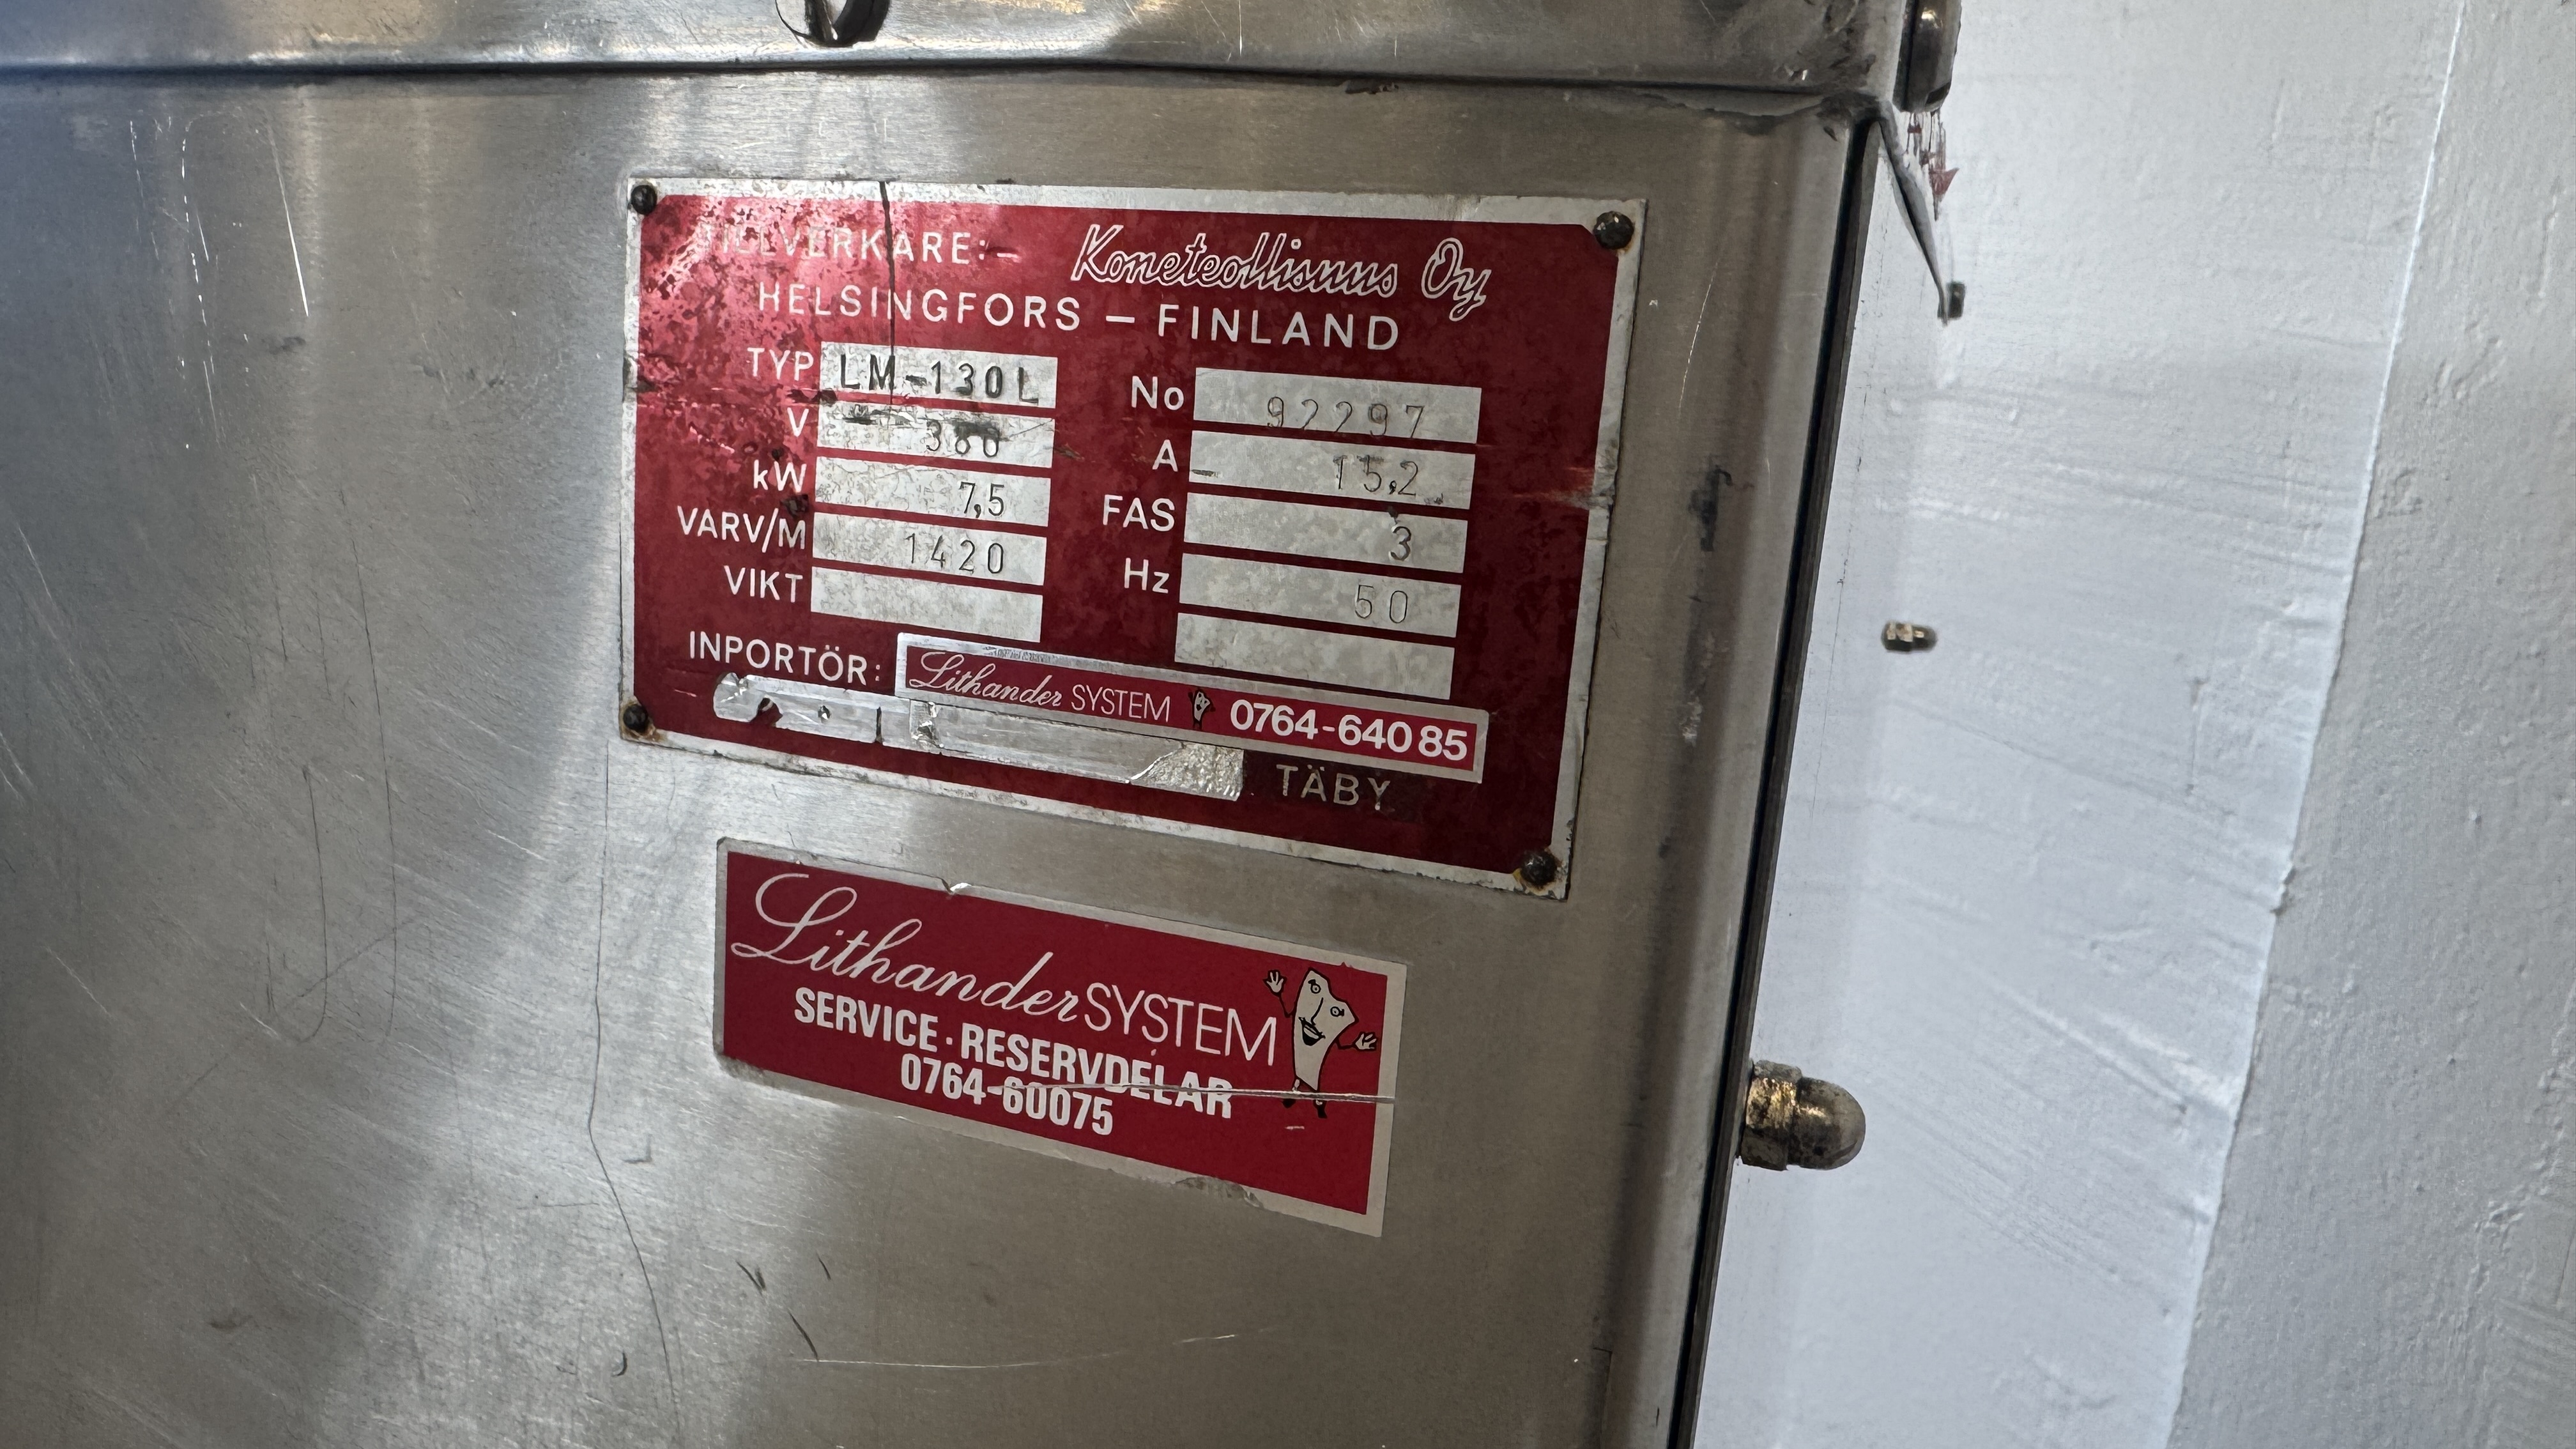 TILLVERKARE:- Koneteollisuus Oy
HELSINGFORS – FINLAND
TYP LM-130L No 92297
V 380 A 15,2
kW 7,5 FAS 3
VARV/M 1420 Hz 50
VIKT
INPORTÖR: Lithander SYSTEM 0764-640 85
TÄBY
Lithander SYSTEM
SERVICE · RESERVDELAR
0764-60075